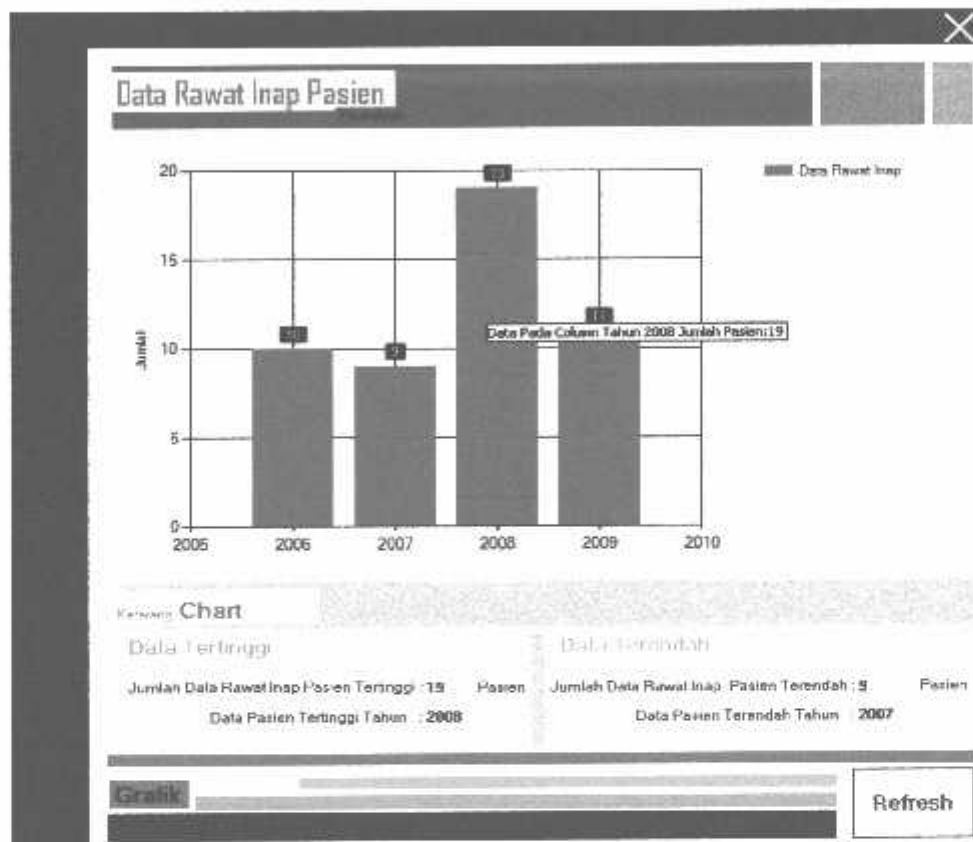 Data Rawat Inap Pasien
Data Rawat Inap
Jumlah
20
15
10
5
0
9
Data Pada Column Tahun 2008 Jumlah Pasien:19
2005 2006 2007 2008 2009 2010
Chart
Data Tertinggi
Data Terendah
Jumlah Data Rawat Inap Pasien Tertinggi : 19 Pasien
Jumlah Data Rawat Inap Pasien Terendah : 9 Pasien
Data Pasien Tertinggi Tahun : 2008
Data Pasien Terendah Tahun : 2007
Grafik
Refresh